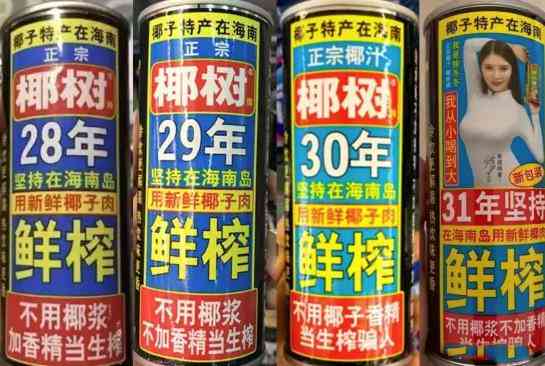 椰子特产在海南
正宗
椰树
28年
坚持在海南岛
用新鲜椰子肉
鲜榨
不用椰浆
加香精当生榨
椰子特产在海南
正宗
椰树
29年
坚持在海南岛
用新鲜椰子肉
鲜榨
不用椰浆
不加香精当生榨
椰子特产在海南
正宗椰汁
椰树
30年
坚持在海南岛
用新鲜椰子肉
鲜榨
不用椰子香精
当生榨骗人
椰子特产在海南
我从小喝到大
新包装
31年坚持
在海南岛用新鲜椰肉
鲜榨
不用椰浆不加香精
当生榨骗人